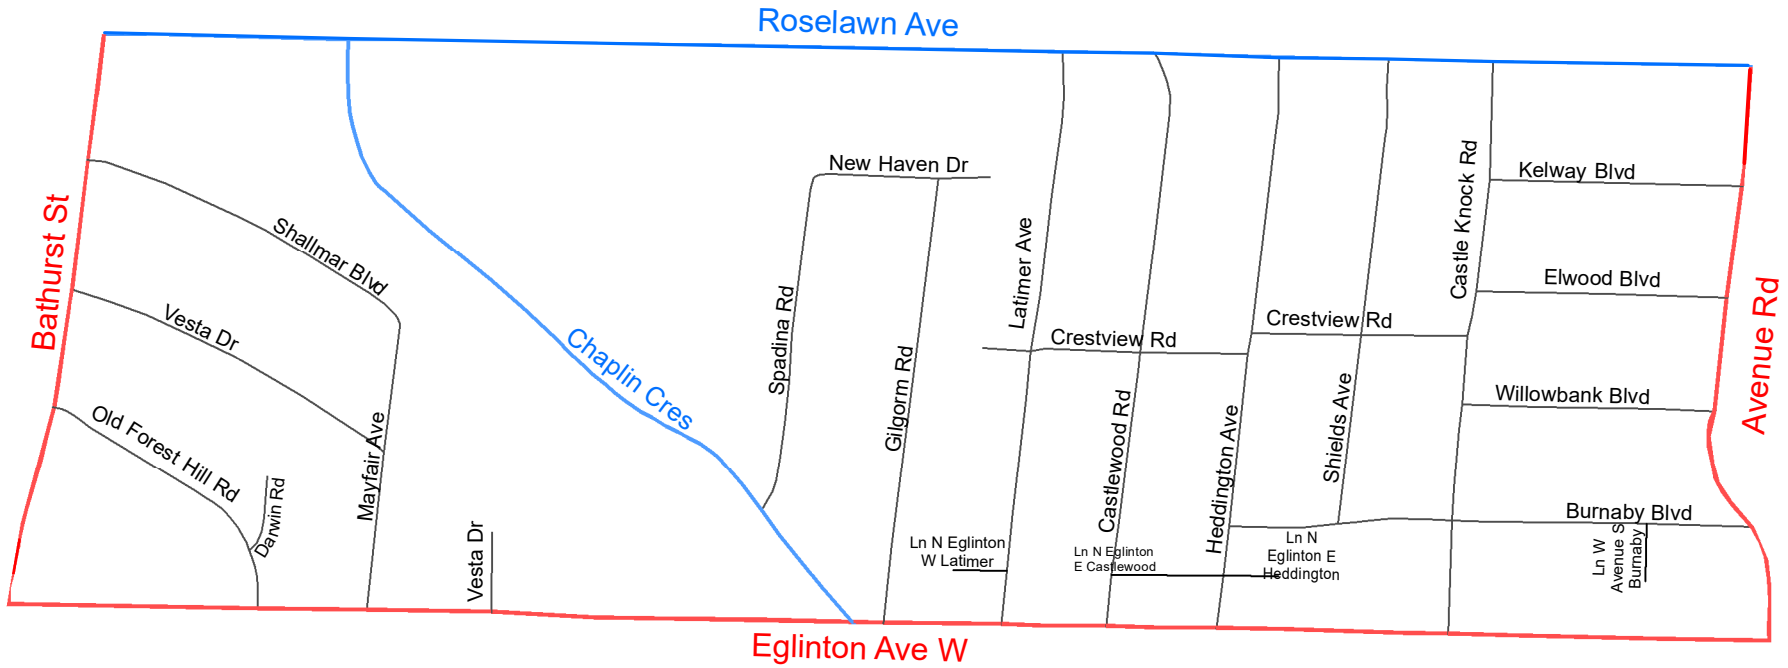 Roselawn Ave
New Haven Dr
Kelway Blvd
Castle Knock Rd
Bathurst St
Shallmar Blvd
Latimer Ave
Elwood Blvd
Avenue Rd
Vesta Dr
Chaplin Cres
Spadina Rd
Crestview Rd
Crestview Rd
Gilgorm Rd
Willowbank Blvd
Old Forest Hill Rd
Mayfair Ave
Castlewood Rd
Heddington Ave
Shields Ave
Darwin Rd
Vesta Dr
Burnaby Blvd
Ln N Eglinton
W Latimer
Ln N Eglinton
E Castlewood
Ln N
Eglinton E
Heddington
Ln W
Avenue S
Burnaby
Eglinton Ave W